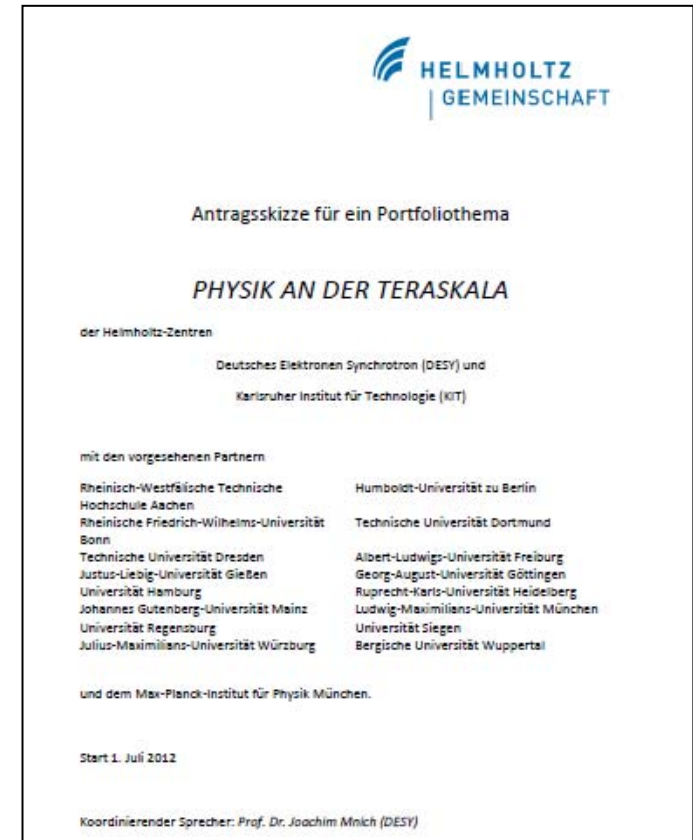 HELMHOLTZ
GEMEINSCHAFT
Antragsskizze für ein Portfoliothema
PHYSIK AN DER TERASKALA
der Helmholtz-Zentren
Deutsches Elektronen Synchrotron (DESY) und
Karlsruher Institut für Technologie (KIT)
mit den vorgesehenen Partnern
Rheinisch-Westfälische Technische Hochschule Aachen
Humboldt-Universität zu Berlin
Rheinische Friedrich-Wilhelms-Universität Bonn
Technische Universität Dortmund
Technische Universität Dresden
Albert-Ludwigs-Universität Freiburg
Justus-Liebig-Universität Gießen
Georg-August-Universität Göttingen
Universität Hamburg
Ruprecht-Karls-Universität Heidelberg
Johannes Gutenberg-Universität Mainz
Ludwig-Maximilians-Universität München
Universität Regensburg
Universität Siegen
Julius-Maximilians-Universität Würzburg
Bergische Universität Wuppertal
und dem Max-Planck-Institut für Physik München.
Start 1. Juli 2012
Koordinierender Sprecher: Prof. Dr. Joachim Mnich (DESY)